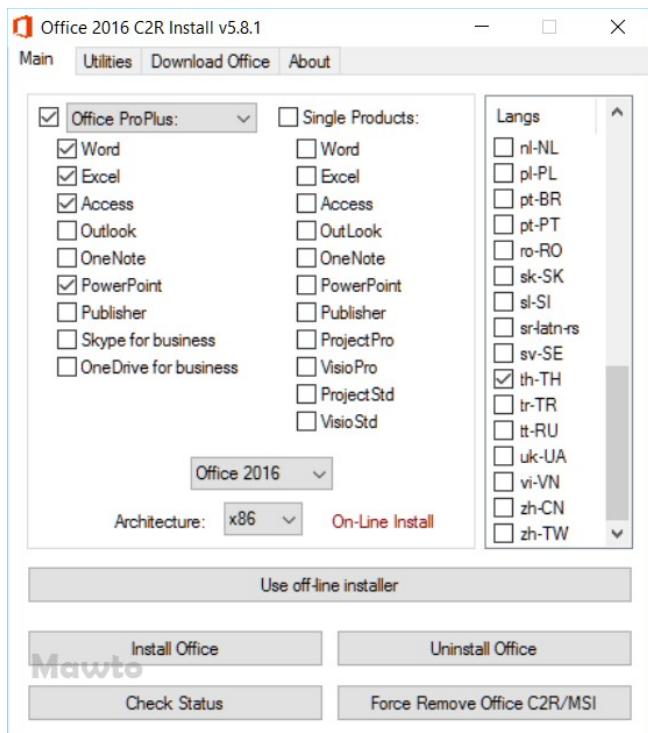 Office 2016 C2R Install v5.8.1
Main Utilities Download Office About
Office ProPlus:
Word
Excel
Access
Outlook
OneNote
PowerPoint
Publisher
Skype for business
OneDrive for business
Single Products:
Word
Excel
Access
OutLook
OneNote
PowerPoint
Publisher
ProjectPro
VisioPro
ProjectStd
VisioStd
Langs
nl-NL
pl-PL
pt-BR
pt-PT
ro-RO
sk-SK
sl-SI
sr-latn-rs
sv-SE
th-TH
tr-TR
tt-RU
uk-UA
vi-VN
zh-CN
zh-TW
Office 2016
Architecture: x86 On-Line Install
Use off-line installer
Install Office Uninstall Office
Mawto
Check Status Force Remove Office C2R/MSI